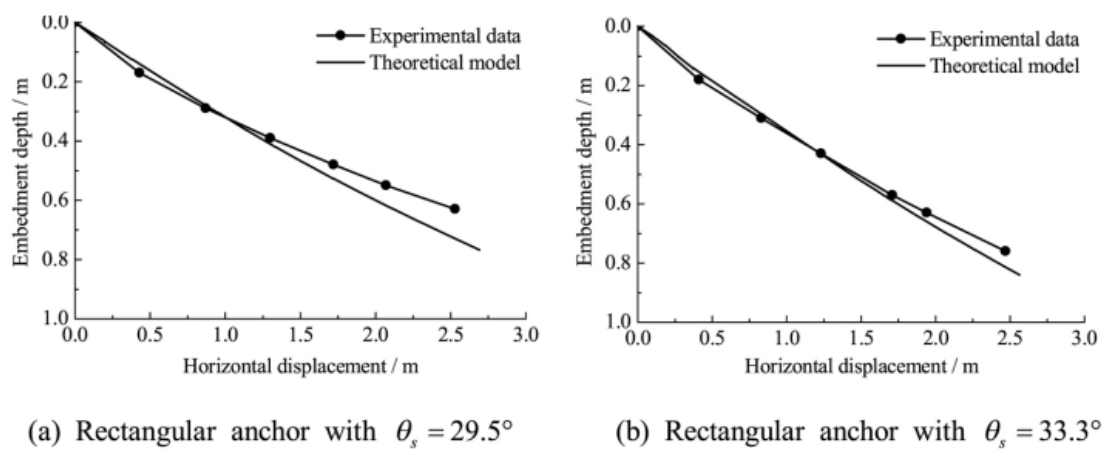 0.0
0.2
0.4
0.6
0.8
1.0
Embedment depth / m
Experimental data
Theoretical model
0.0 0.5 1.0 1.5 2.0 2.5 3.0
Horizontal displacement / m
(a) Rectangular anchor with θs = 29.5°
0.0
0.2
0.4
0.6
0.8
1.0
Embedment depth / m
Experimental data
Theoretical model
0.0 0.5 1.0 1.5 2.0 2.5 3.0
Horizontal displacement / m
(b) Rectangular anchor with θs = 33.3°